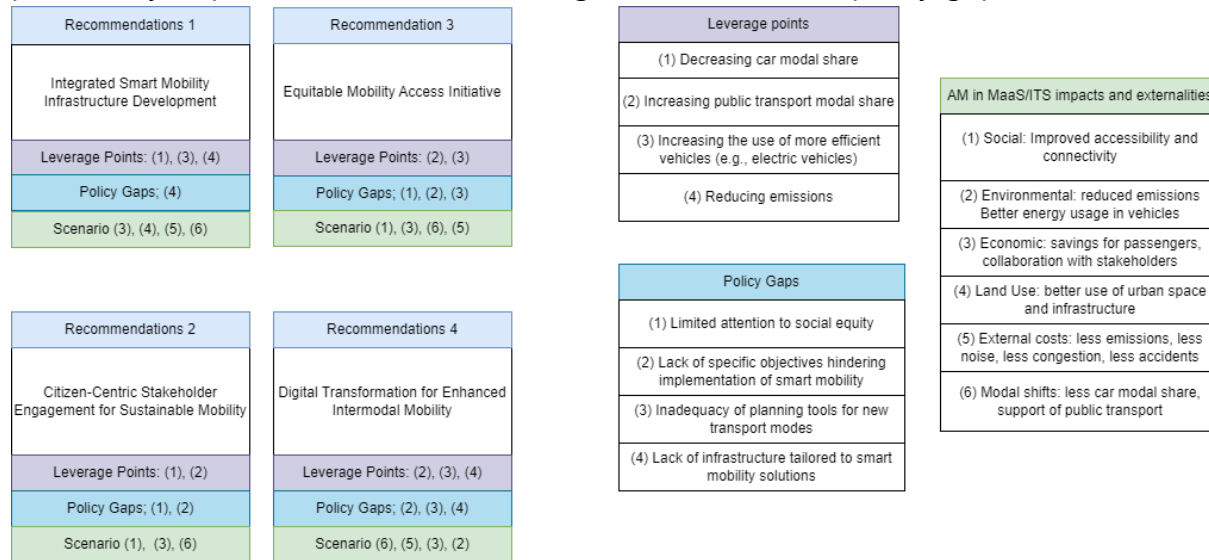 Recommendations 1
Integrated Smart Mobility
Infrastructure Development
Leverage Points: (1), (3), (4)
Policy Gaps; (4)
Scenario (3), (4), (5), (6)
Recommendation 3
Equitable Mobility Access Initiative
Leverage Points: (2), (3)
Policy Gaps; (1), (2), (3)
Scenario (1), (3), (6), (5)
Recommendations 2
Citizen-Centric Stakeholder
Engagement for Sustainable Mobility
Leverage Points: (1), (2)
Policy Gaps; (1), (2)
Scenario (1), (3), (6)
Recommendations 4
Digital Transformation for Enhanced
Intermodal Mobility
Leverage Points: (2), (3), (4)
Policy Gaps; (2), (3), (4)
Scenario (6), (5), (3), (2)
Leverage points
(1) Decreasing car modal share
(2) Increasing public transport modal share
(3) Increasing the use of more efficient
vehicles (e.g., electric vehicles)
(4) Reducing emissions
Policy Gaps
(1) Limited attention to social equity
(2) Lack of specific objectives hindering
implementation of smart mobility
(3) Inadequacy of planning tools for new
transport modes
(4) Lack of infrastructure tailored to smart
mobility solutions
AM in MaaS/ITS impacts and externalities
(1) Social: Improved accessibility and
connectivity
(2) Environmental: reduced emissions
Better energy usage in vehicles
(3) Economic: savings for passengers,
collaboration with stakeholders
(4) Land Use: better use of urban space
and infrastructure
(5) External costs: less emissions, less
noise, less congestion, less accidents
(6) Modal shifts: less car modal share,
support of public transport